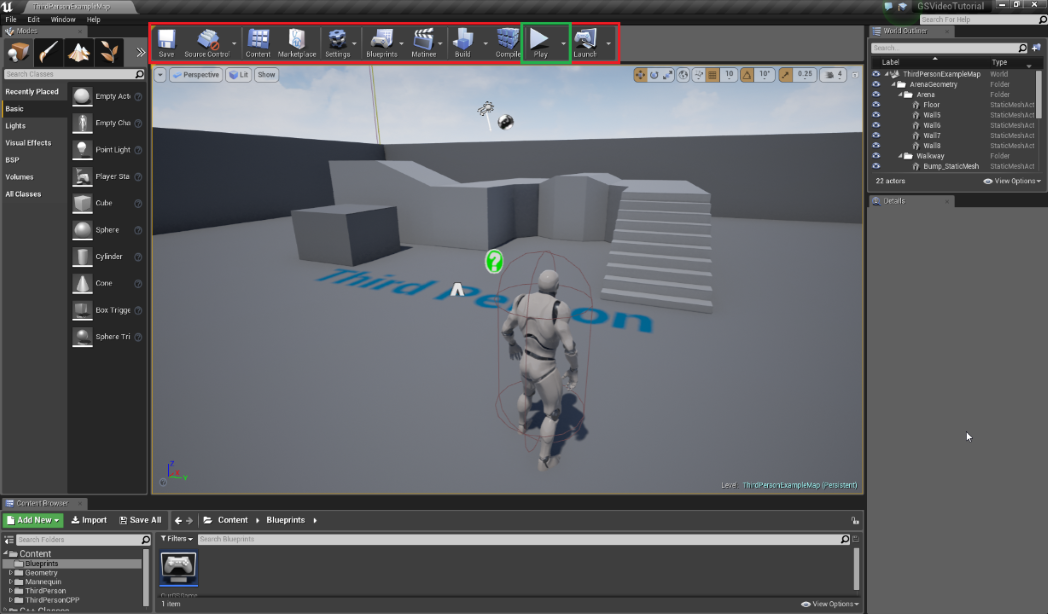 ThirdPersonExampleMap
GSVideoTutorial
File Edit Window Help
Search For Help
Modes
Save Source Control Content Marketplace Settings Blueprints Matinee Build Compile Play Launch
World Outliner
Search...
Search Classes
Perspective Lit Show
10 10° 0.25 4
Label Type
Recently Placed
Basic
Lights
Visual Effects
BSP
Volumes
All Classes
Empty Act
Empty Cha
Point Light
Player Sta
Cube
Sphere
Cylinder
Cone
Box Trigge
Sphere Tri
Third Person
ThirdPersonExampleMap World
ArenaGeometry Folder
Arena Folder
Floor StaticMeshAct
Wall5 StaticMeshAct
Wall6 StaticMeshAct
Wall7 StaticMeshAct
Wall8 StaticMeshAct
Walkway Folder
Bump_StaticMesh StaticMeshAct
22 actors View Options
Details
Level: ThirdPersonExampleMap (Persistent)
Content Browser
Add New Import Save All Content Blueprints
Search Folders
Filters Search Blueprints
Content
Blueprints
Geometry
Mannequin
ThirdPerson
ThirdPersonCPP
C++ Classes
1 item View Options